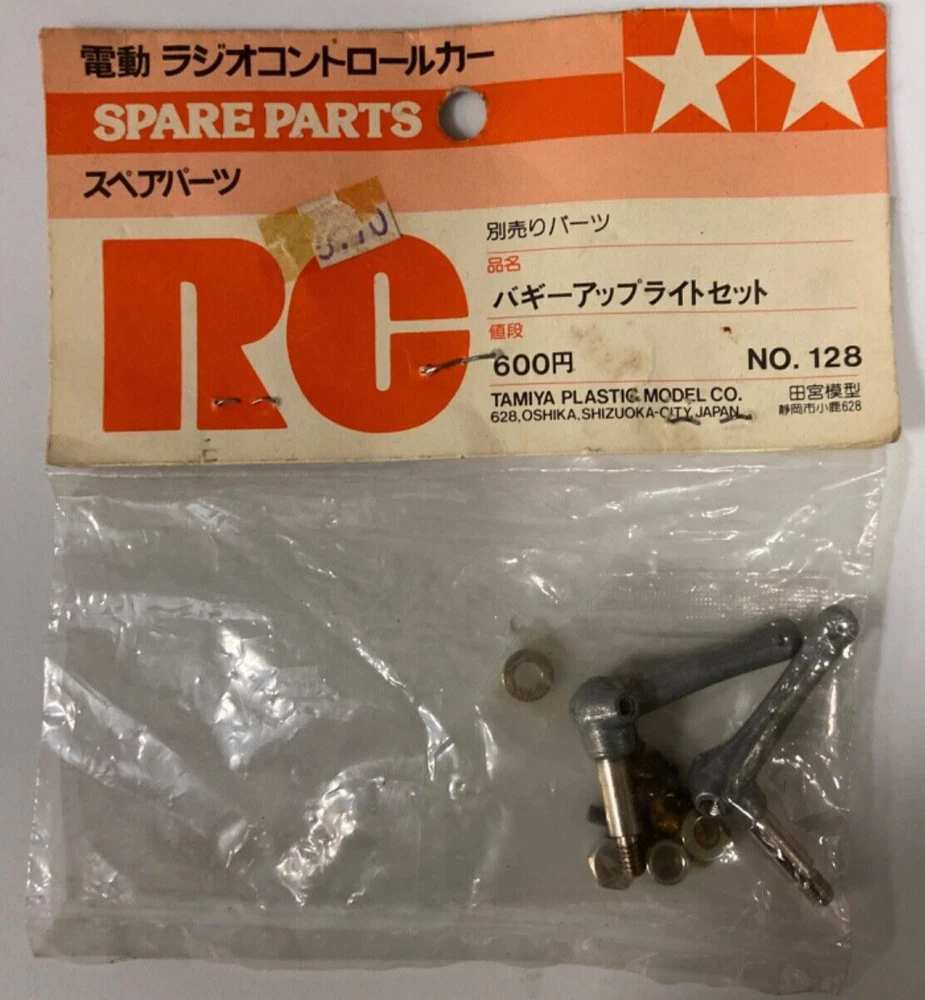 電動 ラジオコントロールカー
SPARE PARTS
スペアパーツ
RC
別売りパーツ
品名
バギーアップライトセット
値段
600円 NO. 128
TAMIYA PLASTIC MODEL CO. 田宮模型
628, OSHIKA, SHIZUOKA-CITY, JAPAN. 静岡市小鹿628